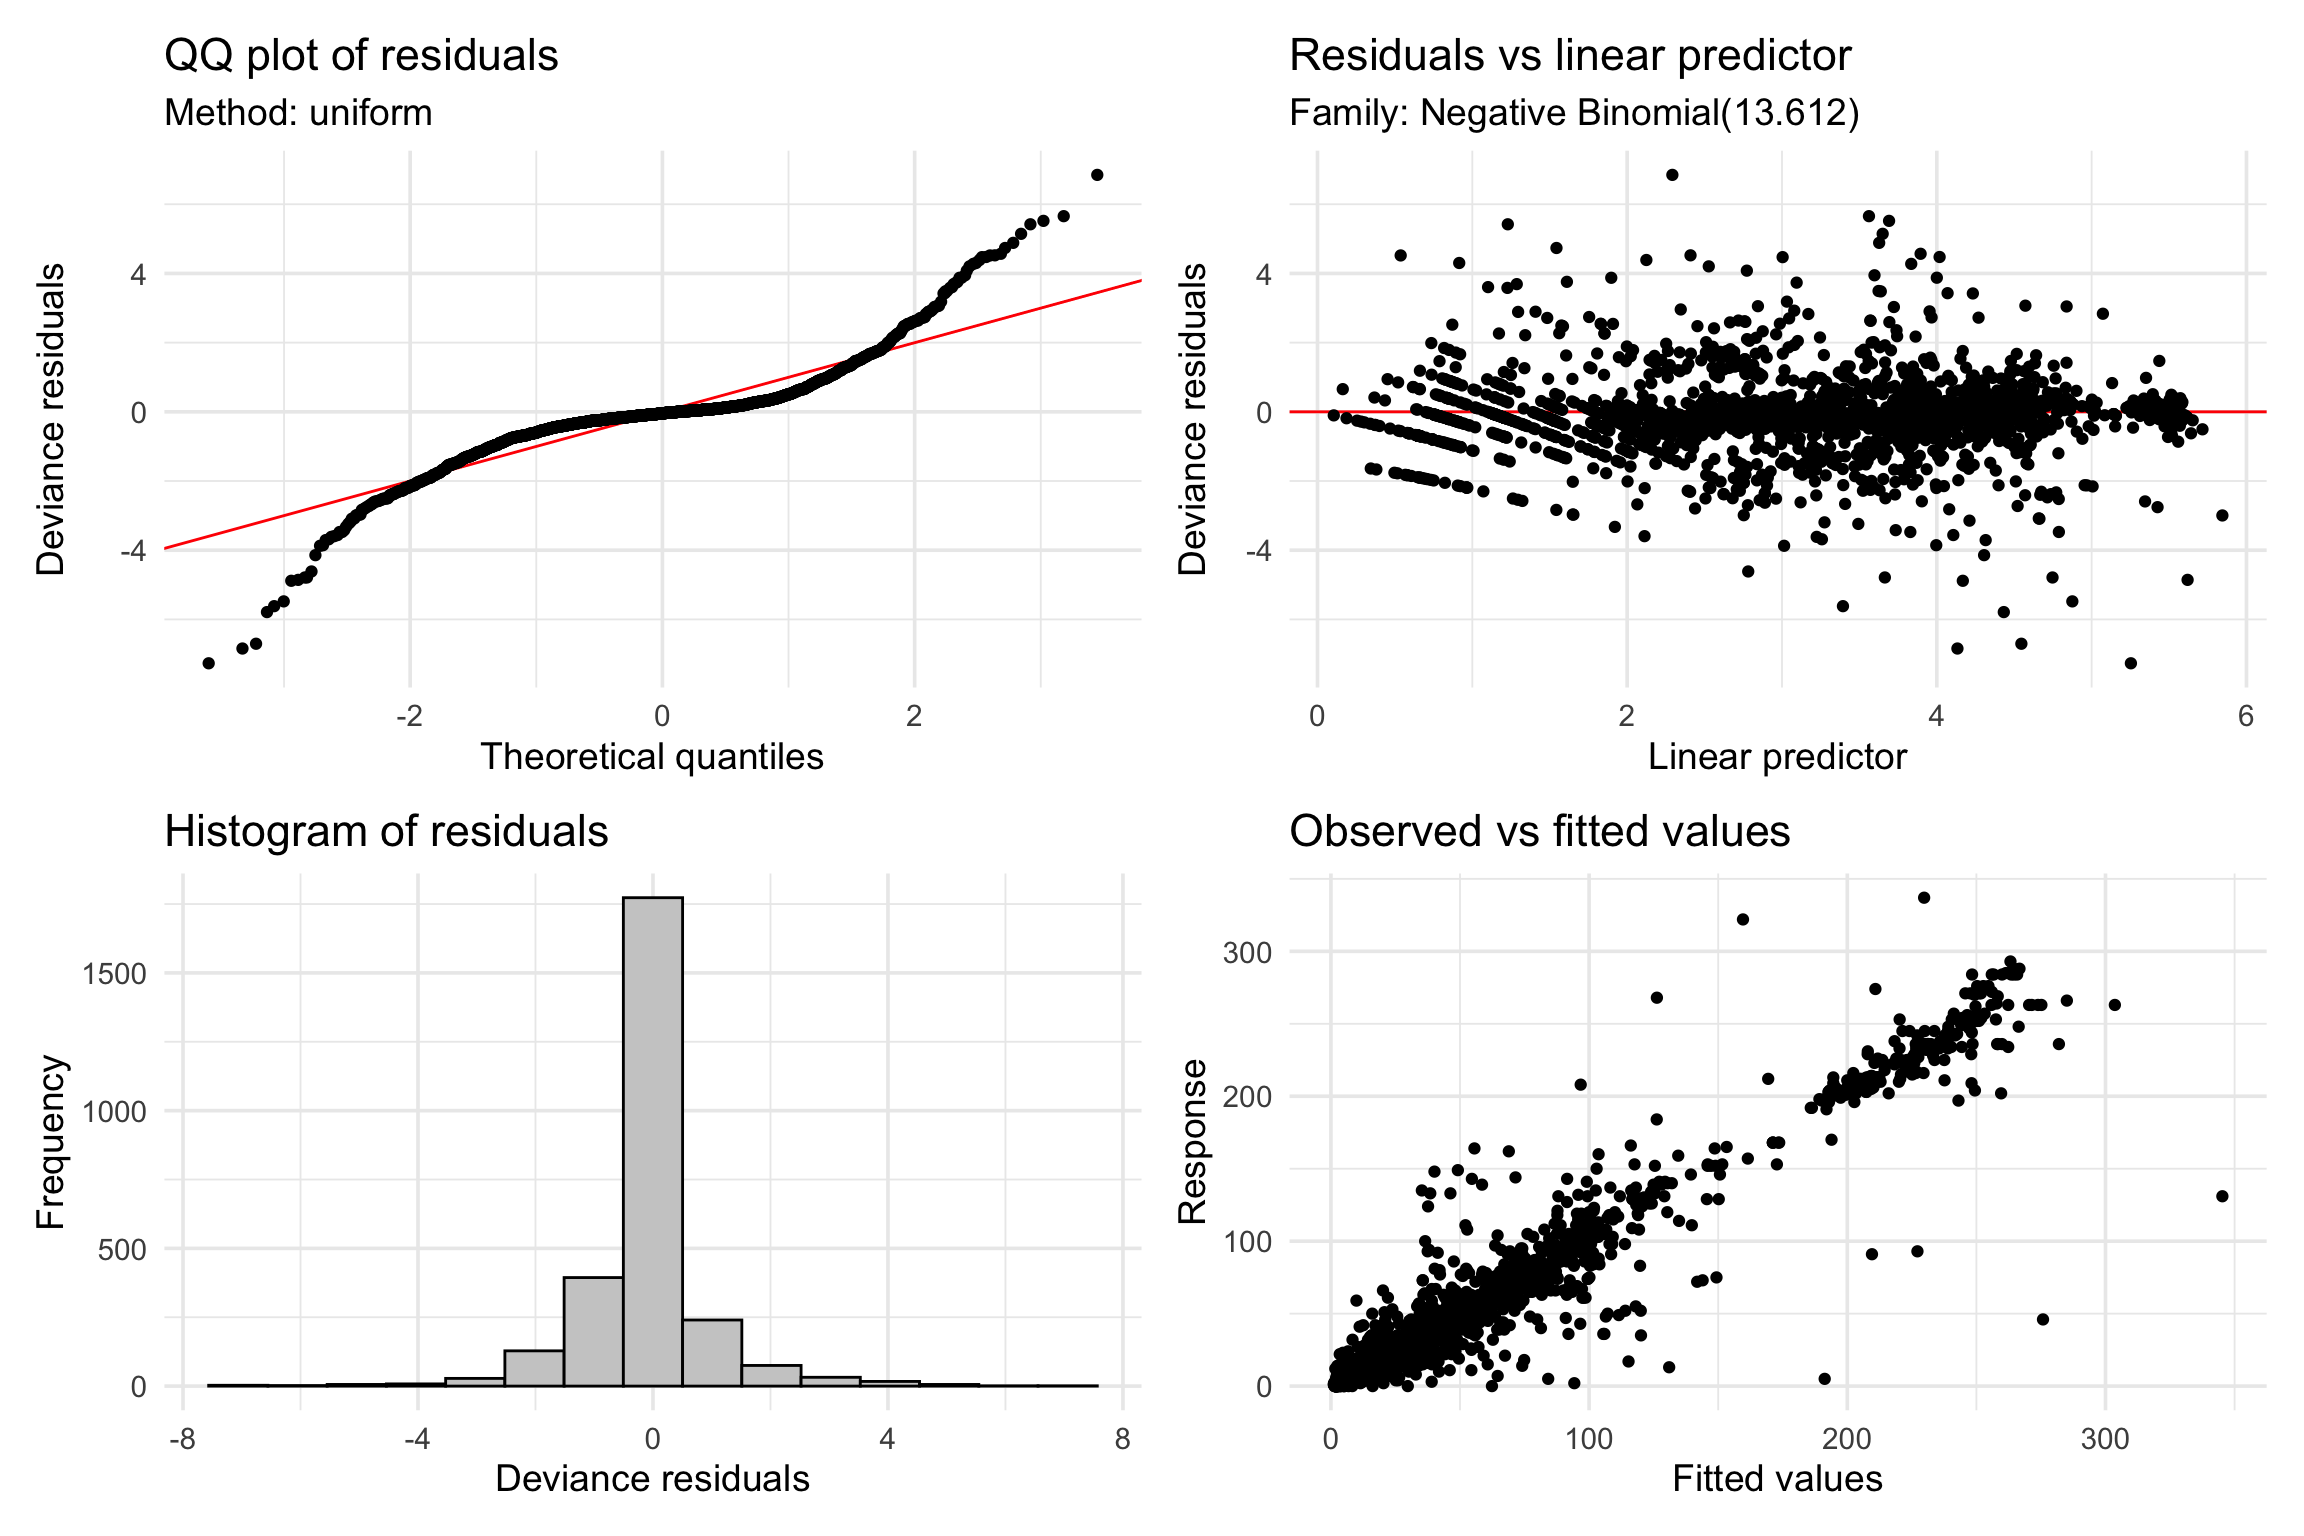 QQ plot of residuals
Method: uniform
Deviance residuals
4
0
-4
-2
0
2
Theoretical quantiles
Residuals vs linear predictor
Family: Negative Binomial(13.612)
Deviance residuals
4
0
-4
0
2
4
6
Linear predictor
Histogram of residuals
Frequency
1500
1000
500
0
-8
-4
0
4
8
Deviance residuals
Observed vs fitted values
Response
300
200
100
0
0
100
200
300
Fitted values